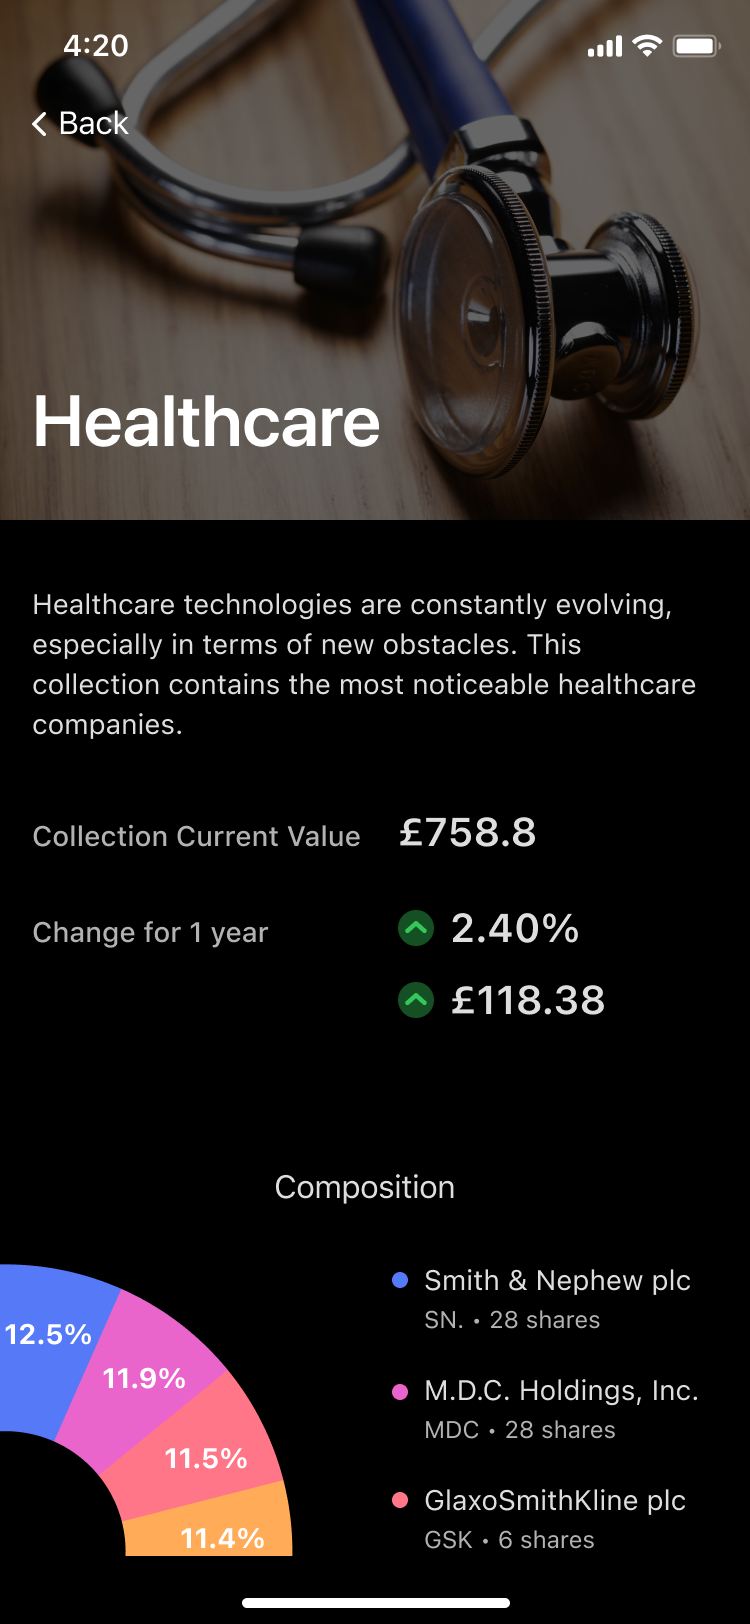 4:20
Back
Healthcare
Healthcare technologies are constantly evolving,
especially in terms of new obstacles. This
collection contains the most noticeable healthcare
companies.
Collection Current Value £758.8
Change for 1 year 2.40%
£118.38
Composition
12.5%
11.9%
11.5%
11.4%
Smith & Nephew plc
SN. • 28 shares
M.D.C. Holdings, Inc.
MDC • 28 shares
GlaxoSmithKline plc
GSK • 6 shares